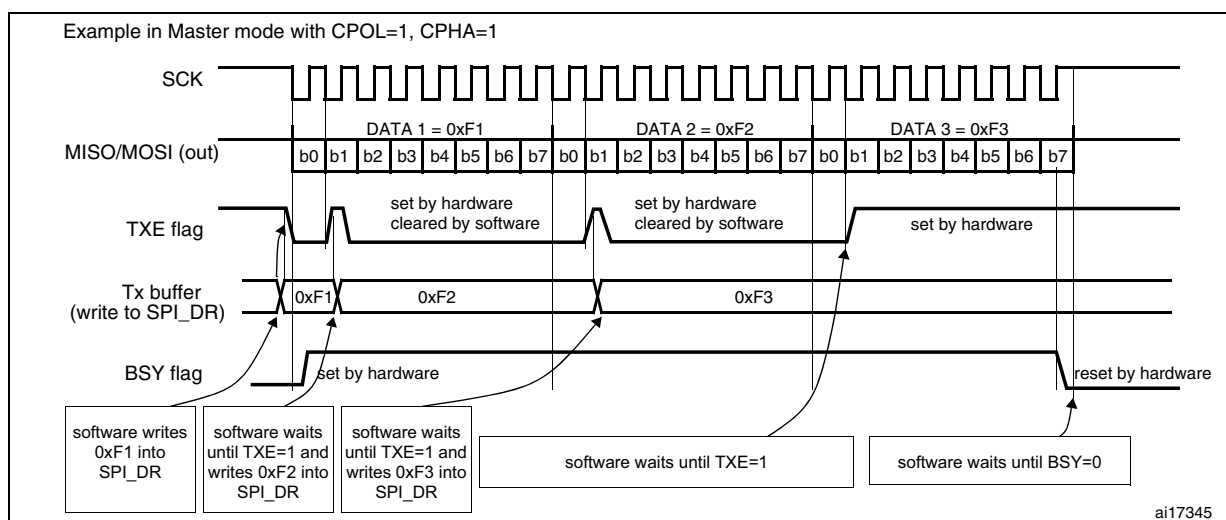 Example in Master mode with CPOL=1, CPHA=1
SCK
DATA 1 = 0xF1
DATA 2 = 0xF2
DATA 3 = 0xF3
MISO/MOSI (out)
b0 b1 b2 b3 b4 b5 b6 b7 b0 b1 b2 b3 b4 b5 b6 b7 b0 b1 b2 b3 b4 b5 b6 b7
TXE flag
set by hardware
cleared by software
set by hardware
cleared by software
set by hardware
Tx buffer
(write to SPI_DR)
0xF1
0xF2
0xF3
BSY flag
set by hardware
reset by hardware
software writes
0xF1 into
SPI_DR
software waits
until TXE=1 and
writes 0xF2 into
SPI_DR
software waits
until TXE=1 and
writes 0xF3 into
SPI_DR
software waits until TXE=1
software waits until BSY=0
ai17345